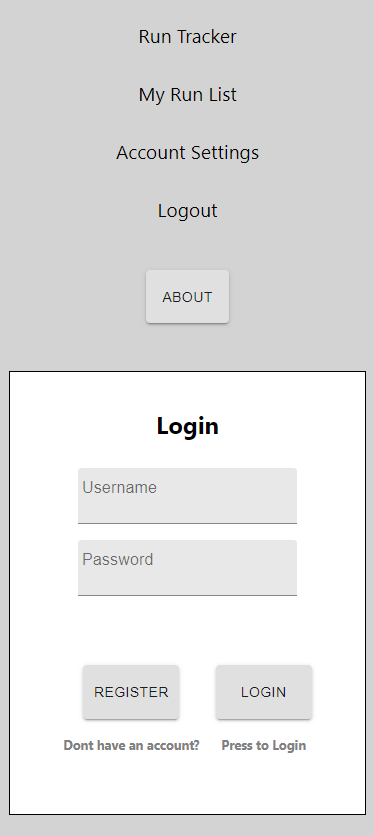 Run Tracker
My Run List
Account Settings
Logout
ABOUT
Login
Username
Password
REGISTER LOGIN
Dont have an account? Press to Login